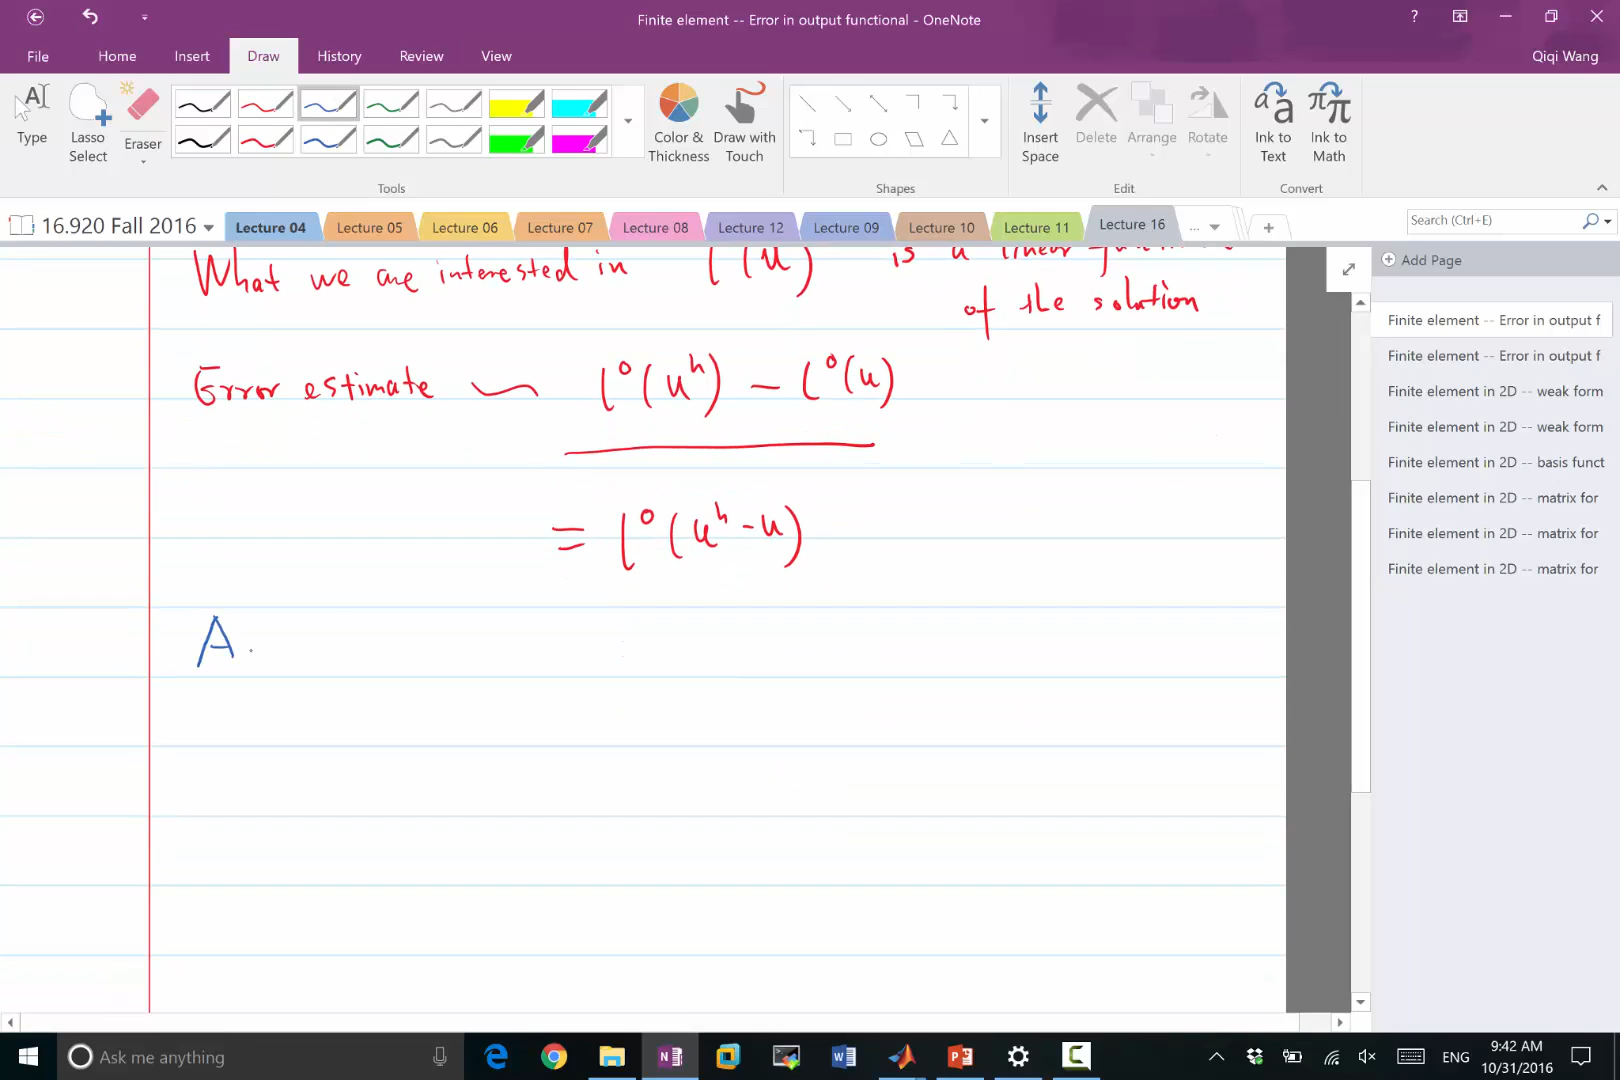 Finite element -- Error in output functional - OneNote
?
File Home Insert Draw History Review View
Qiqi Wang
Type
Lasso Select
Eraser
Color & Thickness
Draw with Touch
Insert Space
Delete
Arrange
Rotate
Ink to Text
Ink to Math
Tools
Shapes
Edit
Convert
16.920 Fall 2016
Lecture 04 Lecture 05 Lecture 06 Lecture 07 Lecture 08 Lecture 12 Lecture 09 Lecture 10 Lecture 11 Lecture 16 ...
Search (Ctrl+E)
Add Page
Finite element -- Error in output f
Finite element -- Error in output f
Finite element in 2D -- weak form
Finite element in 2D -- weak form
Finite element in 2D -- basis funct
Finite element in 2D -- matrix for
Finite element in 2D -- matrix for
Finite element in 2D -- matrix for
What we are interested in l(u) is a linear
of the solution
Error estimate ~ l°(uʰ) − l°(u)
= l°(uʰ − u)
A
Ask me anything
ENG
9:42 AM
10/31/2016